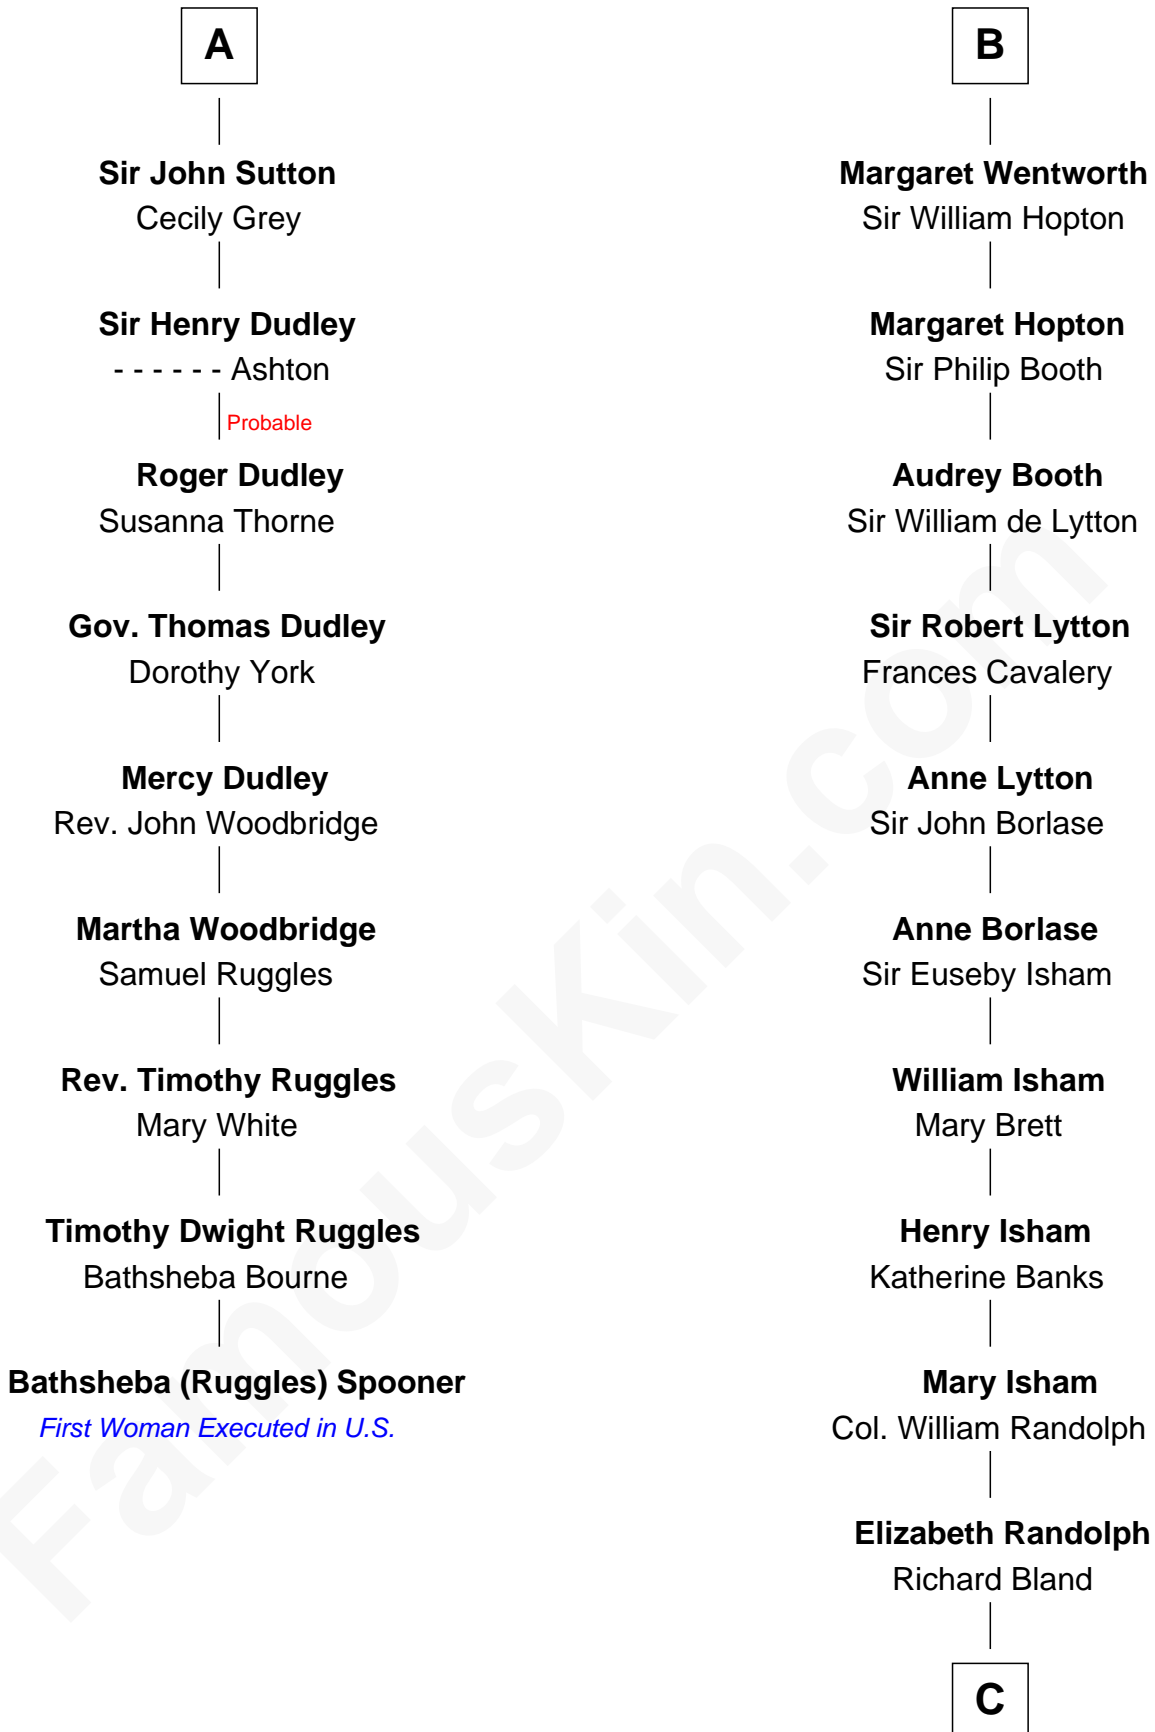 A
Sir John Sutton
Cecily Grey
Sir Henry Dudley
- - - - - - Ashton
Probable
Roger Dudley
Susanna Thorne
Gov. Thomas Dudley
Dorothy York
Mercy Dudley
Rev. John Woodbridge
Martha Woodbridge
Samuel Ruggles
Rev. Timothy Ruggles
Mary White
Timothy Dwight Ruggles
Bathsheba Bourne
Bathsheba (Ruggles) Spooner
First Woman Executed in U.S.
B
Margaret Wentworth
Sir William Hopton
Margaret Hopton
Sir Philip Booth
Audrey Booth
Sir William de Lytton
Sir Robert Lytton
Frances Cavalery
Anne Lytton
Sir John Borlase
Anne Borlase
Sir Euseby Isham
William Isham
Mary Brett
Henry Isham
Katherine Banks
Mary Isham
Col. William Randolph
Elizabeth Randolph
Richard Bland
C
FamousKin.com